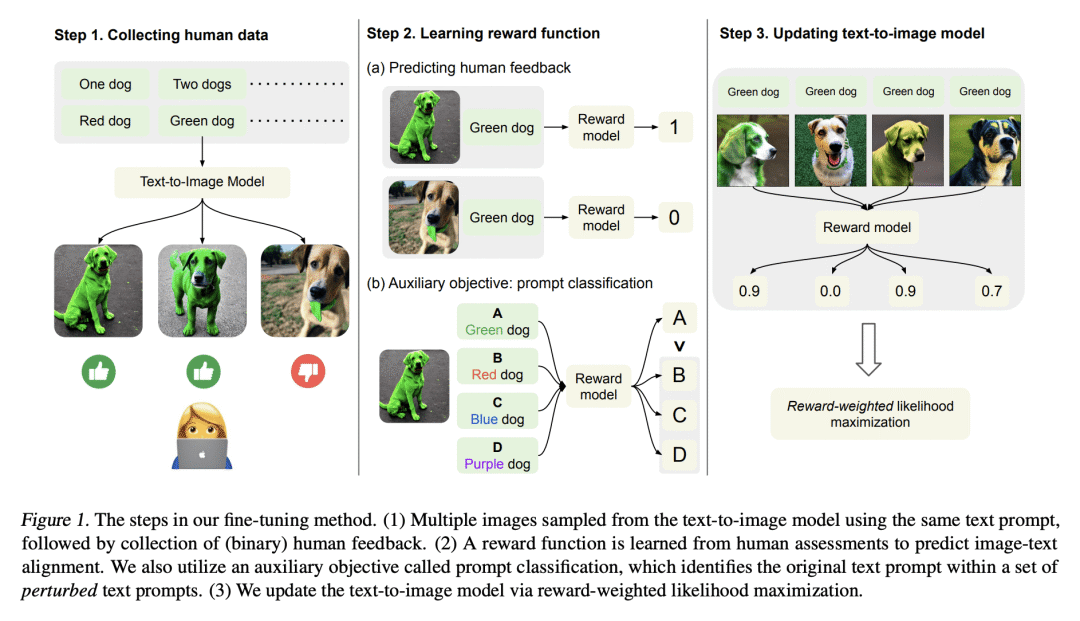 Step 1. Collecting human data
One dog
Two dogs
Red dog
Green dog
Text-to-Image Model
Step 2. Learning reward function
(a) Predicting human feedback
Green dog
Reward
model
1
Green dog
Reward
model
0
(b) Auxiliary objective: prompt classification
A
Green dog
B
Red dog
C
Blue dog
D
Purple dog
Reward
model
A
>
B
C
D
Step 3. Updating text-to-image model
Green dog
Green dog
Green dog
Green dog
Reward model
0.9
0.0
0.9
0.7
Reward-weighted likelihood
maximization
Figure 1. The steps in our fine-tuning method. (1) Multiple images sampled from the text-to-image model using the same text prompt,
followed by collection of (binary) human feedback. (2) A reward function is learned from human assessments to predict image-text
alignment. We also utilize an auxiliary objective called prompt classification, which identifies the original text prompt within a set of
perturbed text prompts. (3) We update the text-to-image model via reward-weighted likelihood maximization.